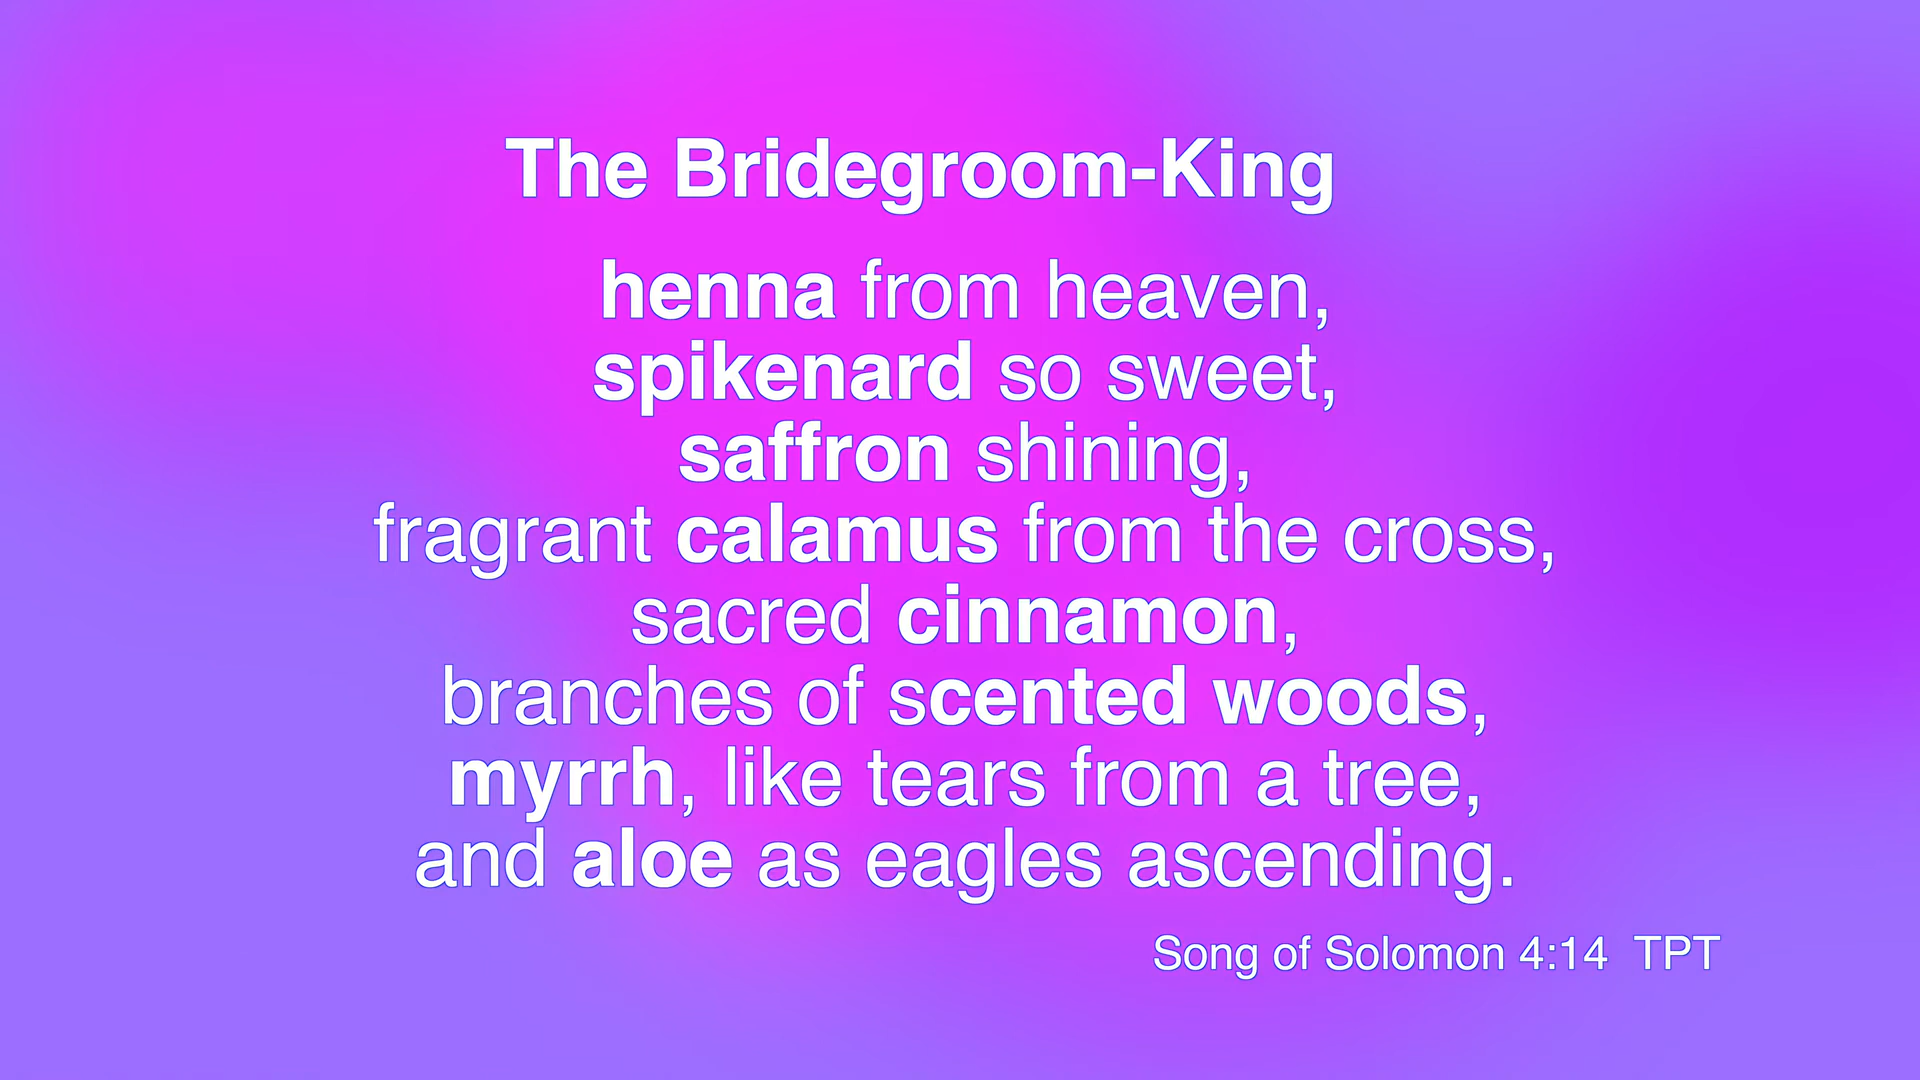 The Bridegroom-King
henna from heaven,
spikenard so sweet,
saffron shining,
fragrant calamus from the cross,
sacred cinnamon,
branches of scented woods,
myrrh, like tears from a tree,
and aloe as eagles ascending.
Song of Solomon 4:14 TPT